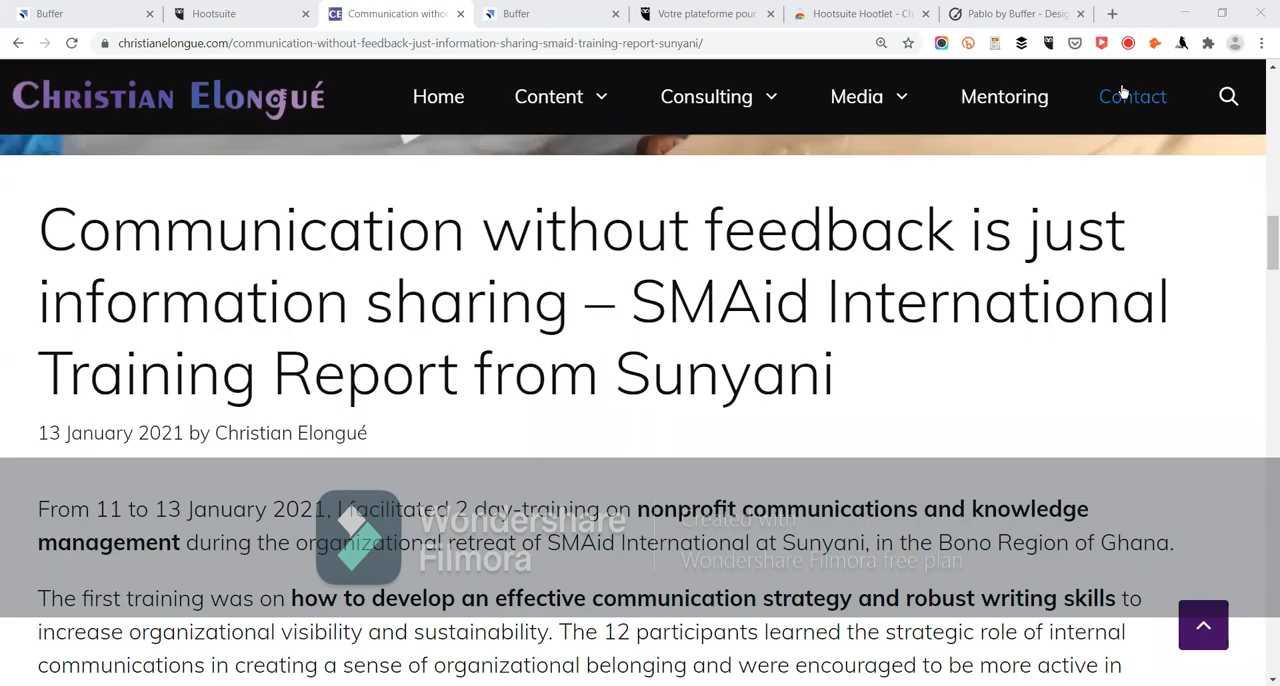 Buffer
Hootsuite
Communication witho
Buffer
Votre plateforme pour
Hootsuite Hootlet - Ch
Pablo by Buffer - Desig
christianelongue.com/communication-without-feedback-just-information-sharing-smaid-training-report-sunyani/
Christian Elongué
Home
Content
Consulting
Media
Mentoring
Contact
Communication without feedback is just
information sharing – SMAid International
Training Report from Sunyani
13 January 2021 by Christian Elongué
From 11 to 13 January 2021, I facilitated 2 day-training on nonprofit communications and knowledge
management during the organizational retreat of SMAid International at Sunyani, in the Bono Region of Ghana.
Wondershare
Filmora
Created with
Wondershare Filmora free plan
The first training was on how to develop an effective communication strategy and robust writing skills to
increase organizational visibility and sustainability. The 12 participants learned the strategic role of internal
communications in creating a sense of organizational belonging and were encouraged to be more active in